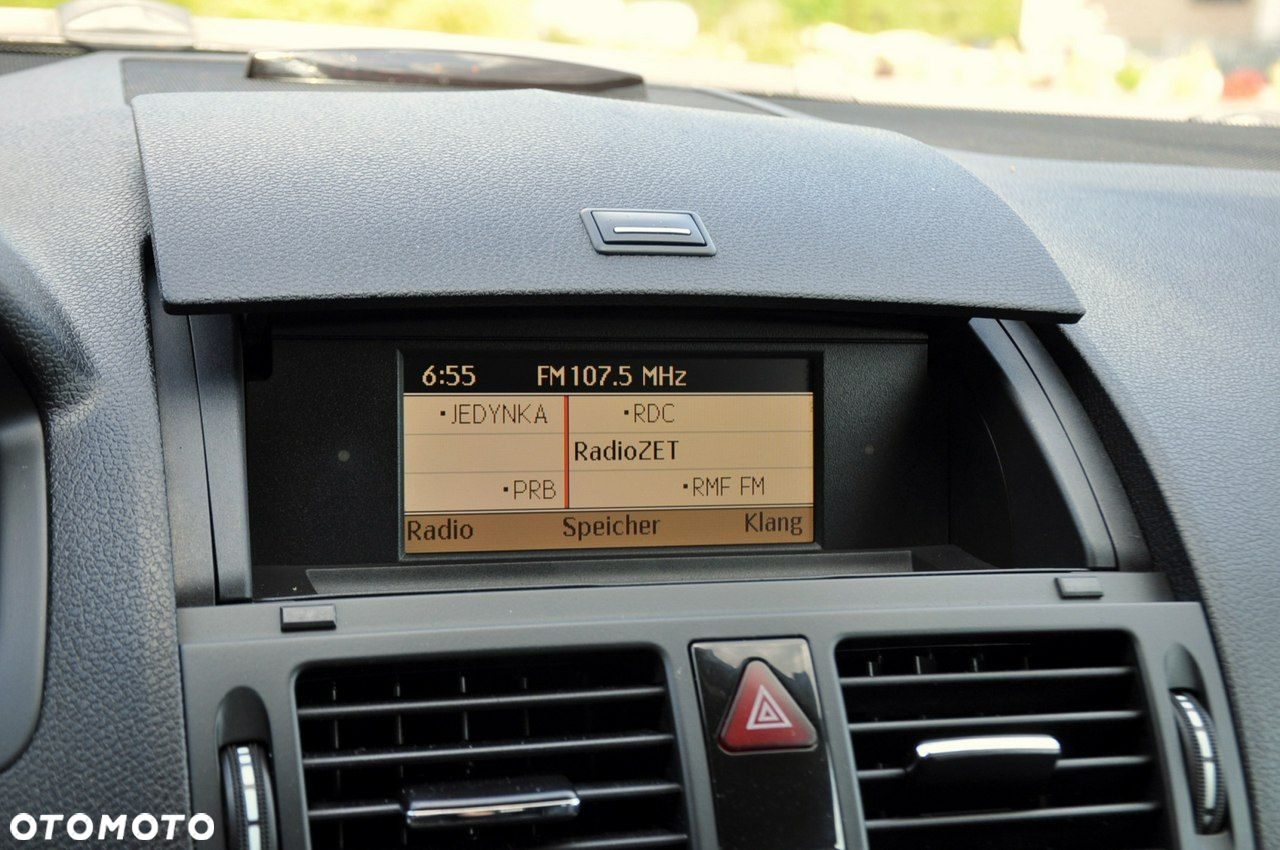 6:55 FM 107.5 MHz
·JEDYNKA ·RDC
RadioZET
·PRB ·RMF FM
Radio Speicher Klang
OTOMOTO